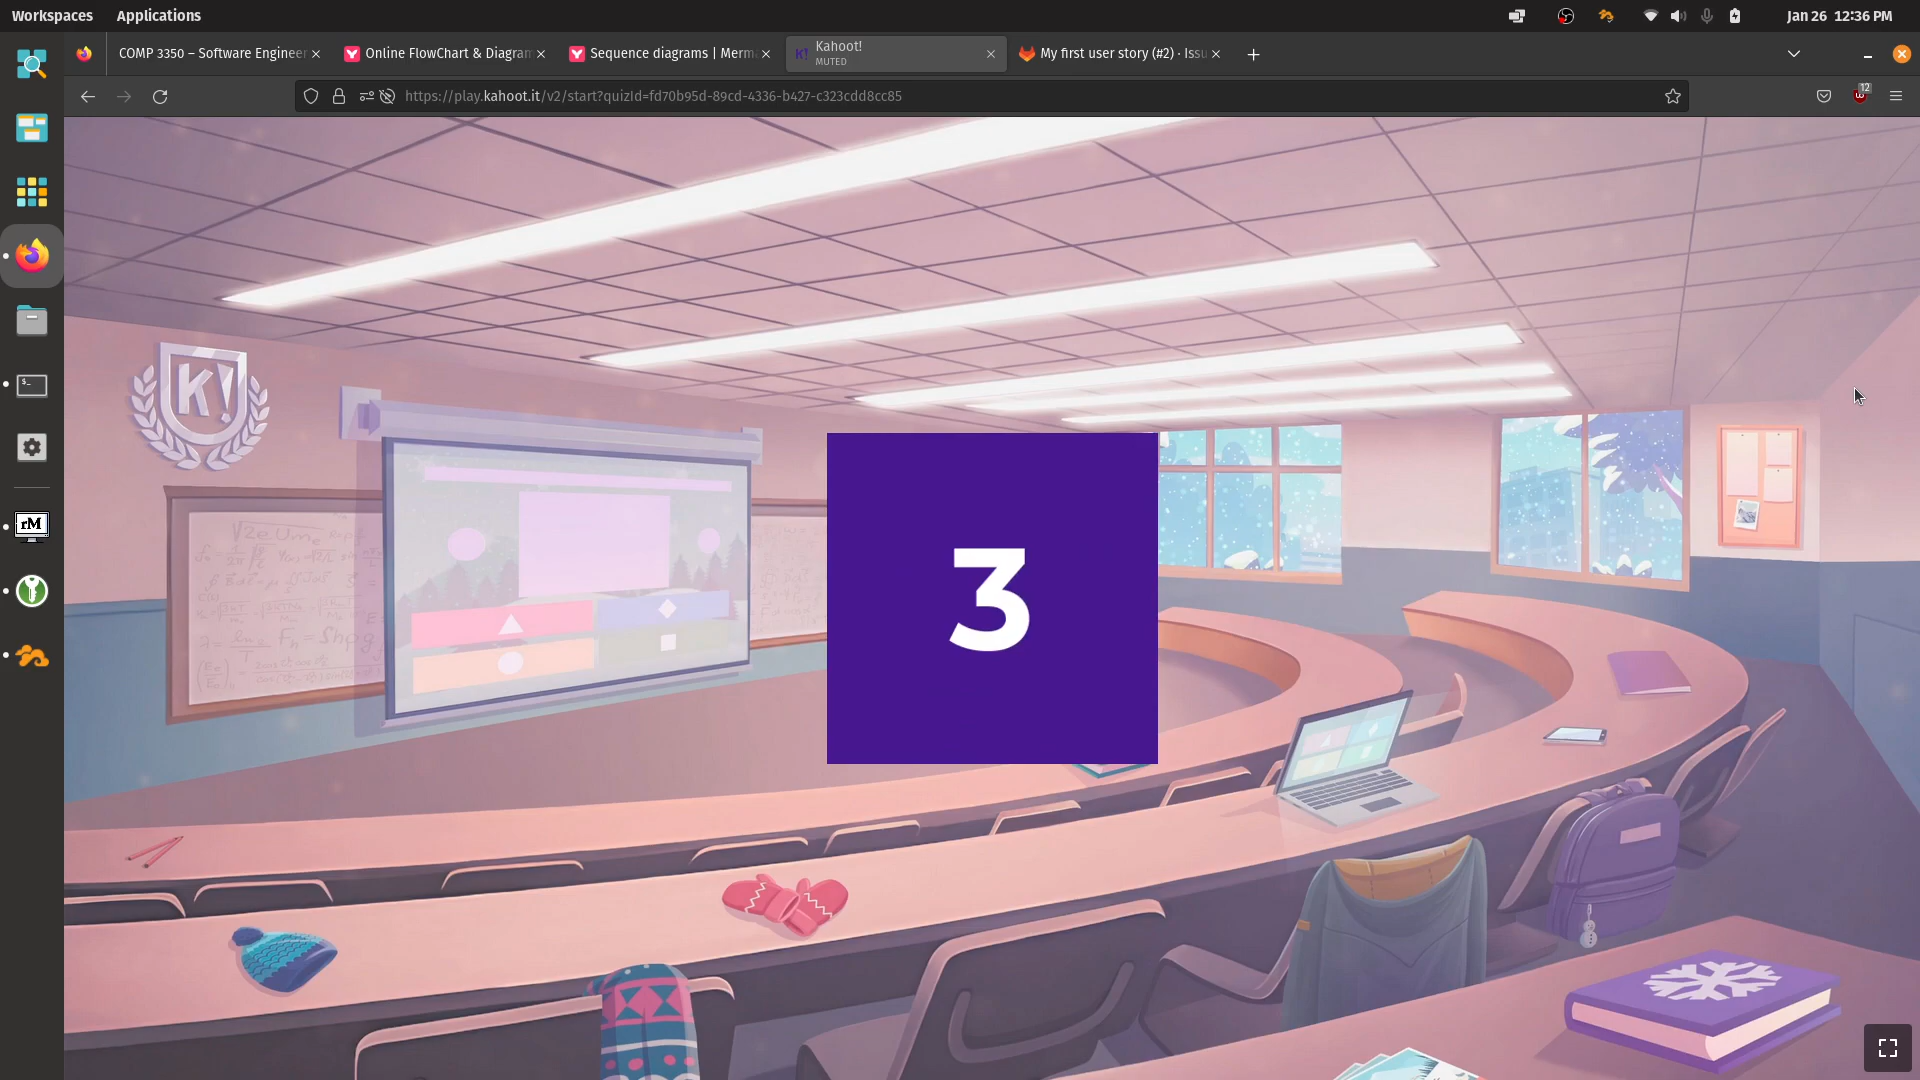 Workspaces Applications Jan 26 12:36 PM
COMP 3350 – Software Engineer
Online FlowChart & Diagram
Sequence diagrams | Merm
Kahoot!
MUTED
My first user story (#2) · Issu
https://play.kahoot.it/v2/start?quizId=fd70b95d-89cd-4336-b427-c323cdd8cc85
12
K!
rM
3